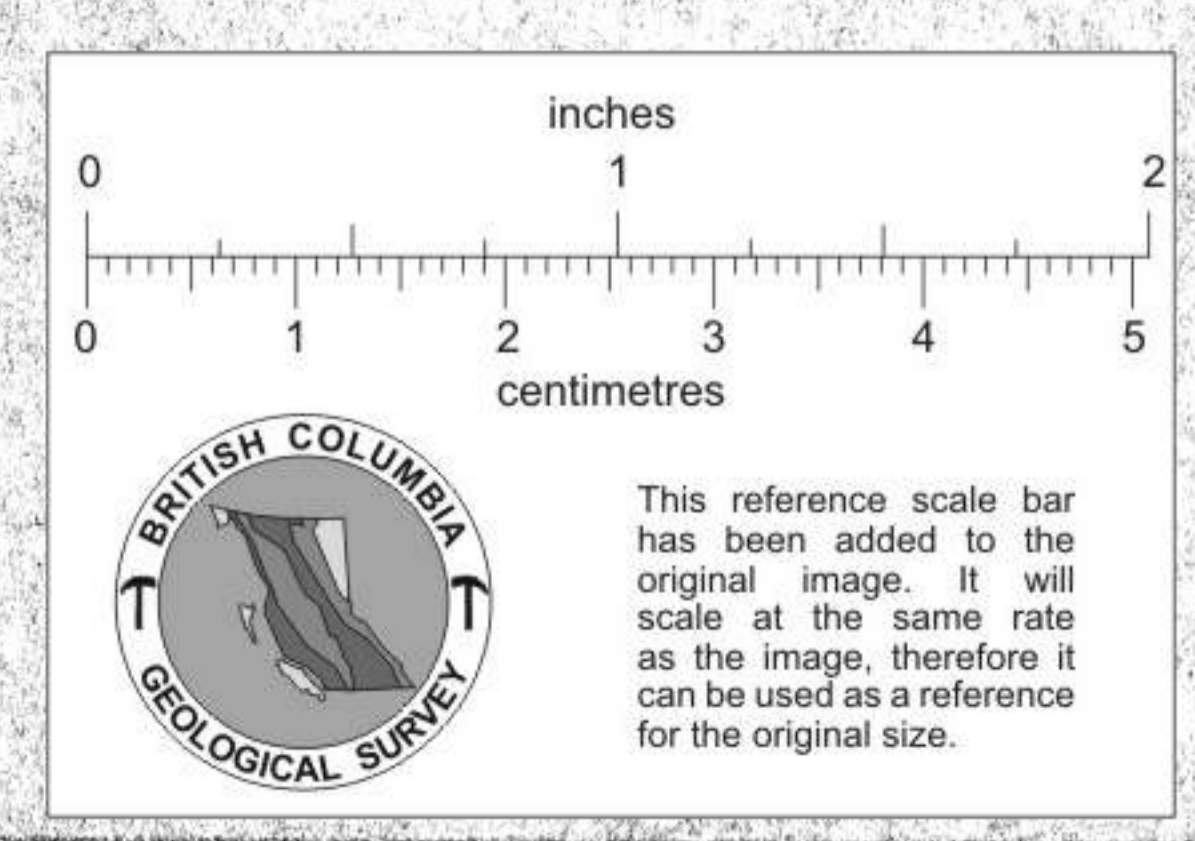 inches
0 1 2
0 1 2 3 4 5
centimetres
BRITISH COLUMBIA
GEOLOGICAL SURVEY
This reference scale bar
has been added to the
original image. It will
scale at the same rate
as the image, therefore it
can be used as a reference
for the original size.